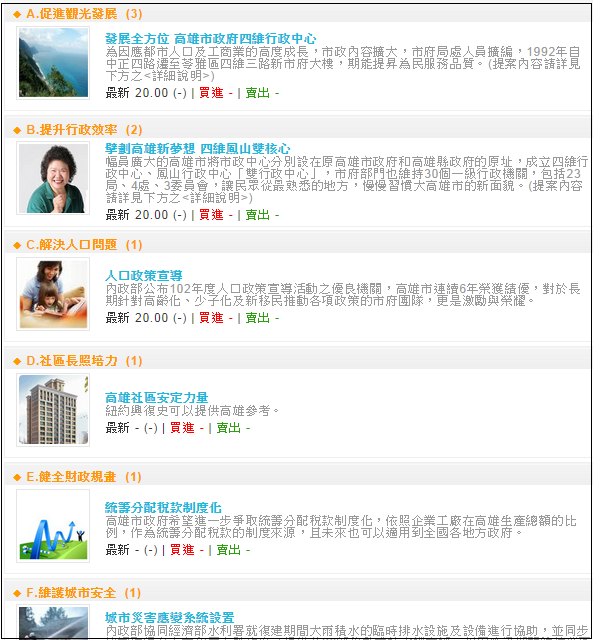 ◆ A.促進觀光發展 (3)
發展全方位 高雄市政府四維行政中心
為因應都市人口及工商業的高度成長，市政內容擴大，市府局處人員擴編，1992年自
中正四路遷至苓雅區四維三路新市府大樓，期能提昇為民服務品質。(提案內容請詳見
下方之<詳細說明>)
最新 20.00 (-) | 買進 - | 賣出 -
◆ B.提升行政效率 (2)
擘劃高雄新夢想 四維鳳山雙核心
幅員廣大的高雄市將市政中心分別設在原高雄市政府和高雄縣政府的原址，成立四維行
政中心、鳳山行政中心「雙行政中心」，市府部門也維持30個一級行政機關，包括23
局、4處、3委員會，讓民眾從最熟悉的地方，慢慢習慣大高雄市的新面貌。(提案內容
請詳見下方之<詳細說明>)
最新 20.00 (-) | 買進 - | 賣出 -
◆ C.解決人口問題 (1)
人口政策宣導
內政部公布102年度人口政策宣導活動之優良機關，高雄市連續6年榮獲績優，對於長
期針對高齡化、少子化及新移民推動各項政策的市府團隊，更是激勵與榮耀。
最新 20.00 (-) | 買進 - | 賣出 -
◆ D.社區長照培力 (1)
高雄社區安定力量
紐約興復史可以提供高雄參考。
最新 - (-) | 買進 - | 賣出 -
◆ E.健全財政規畫 (1)
統籌分配稅款制度化
高雄市政府希望進一步爭取統籌分配稅款制度化，依照企業工廠在高雄生產總額的比
例，作為統籌分配稅款的制度來源，且未來也可以適用到全國各地方政府。
最新 - (-) | 買進 - | 賣出 -
◆ F.維護城市安全 (1)
城市災害應變系統設置
內政部協同經濟部水利署就復建期間大雨積水的臨時排水設施及設備進行協助，並同步